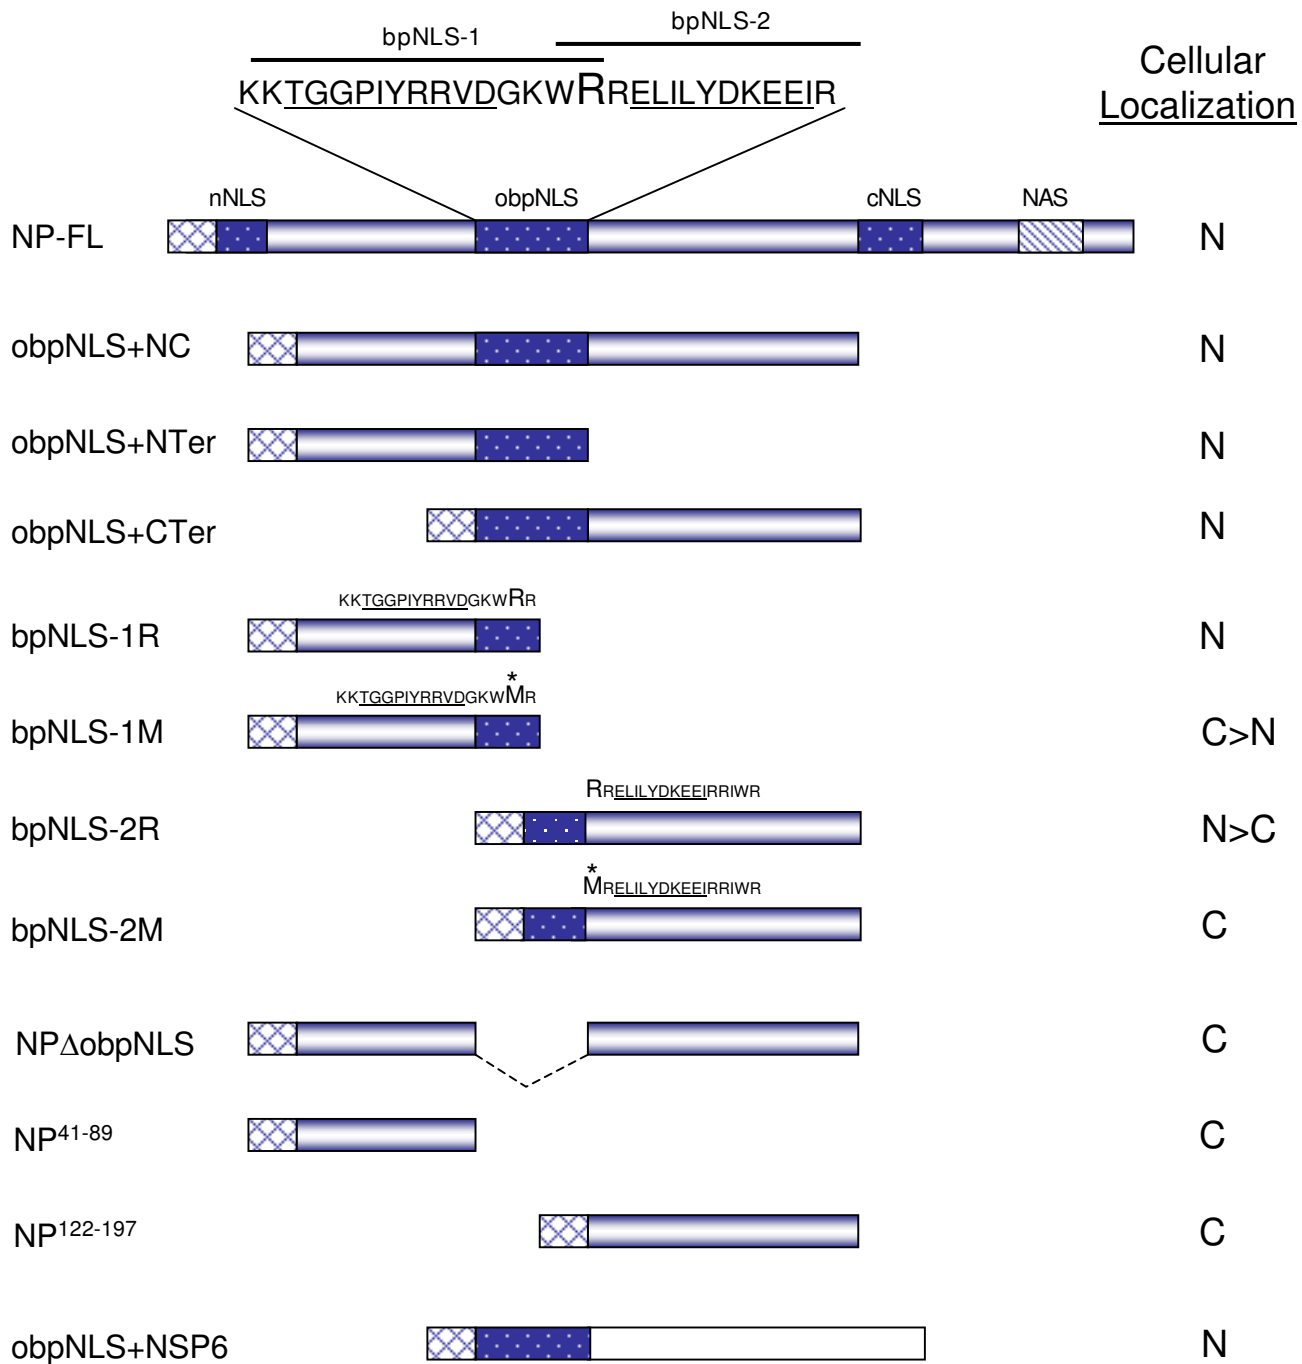 bpNLS-1
bpNLS-2
KKTGGPIYRRVDGKWRRELILYDKEEIR
Cellular
Localization
nNLS
obpNLS
cNLS
NAS
NP-FL
N
obpNLS+NC
N
obpNLS+NTer
N
obpNLS+CTer
N
KKTGGPIYRRVDGKWRR
bpNLS-1R
N
*
KKTGGPIYRRVDGKWMR
bpNLS-1M
C>N
RRELILYDKEEIRRIWR
bpNLS-2R
N>C
*
MRELILYDKEEIRRIWR
bpNLS-2M
C
NPΔobpNLS
C
NP41-89
C
NP122-197
C
obpNLS+NSP6
N